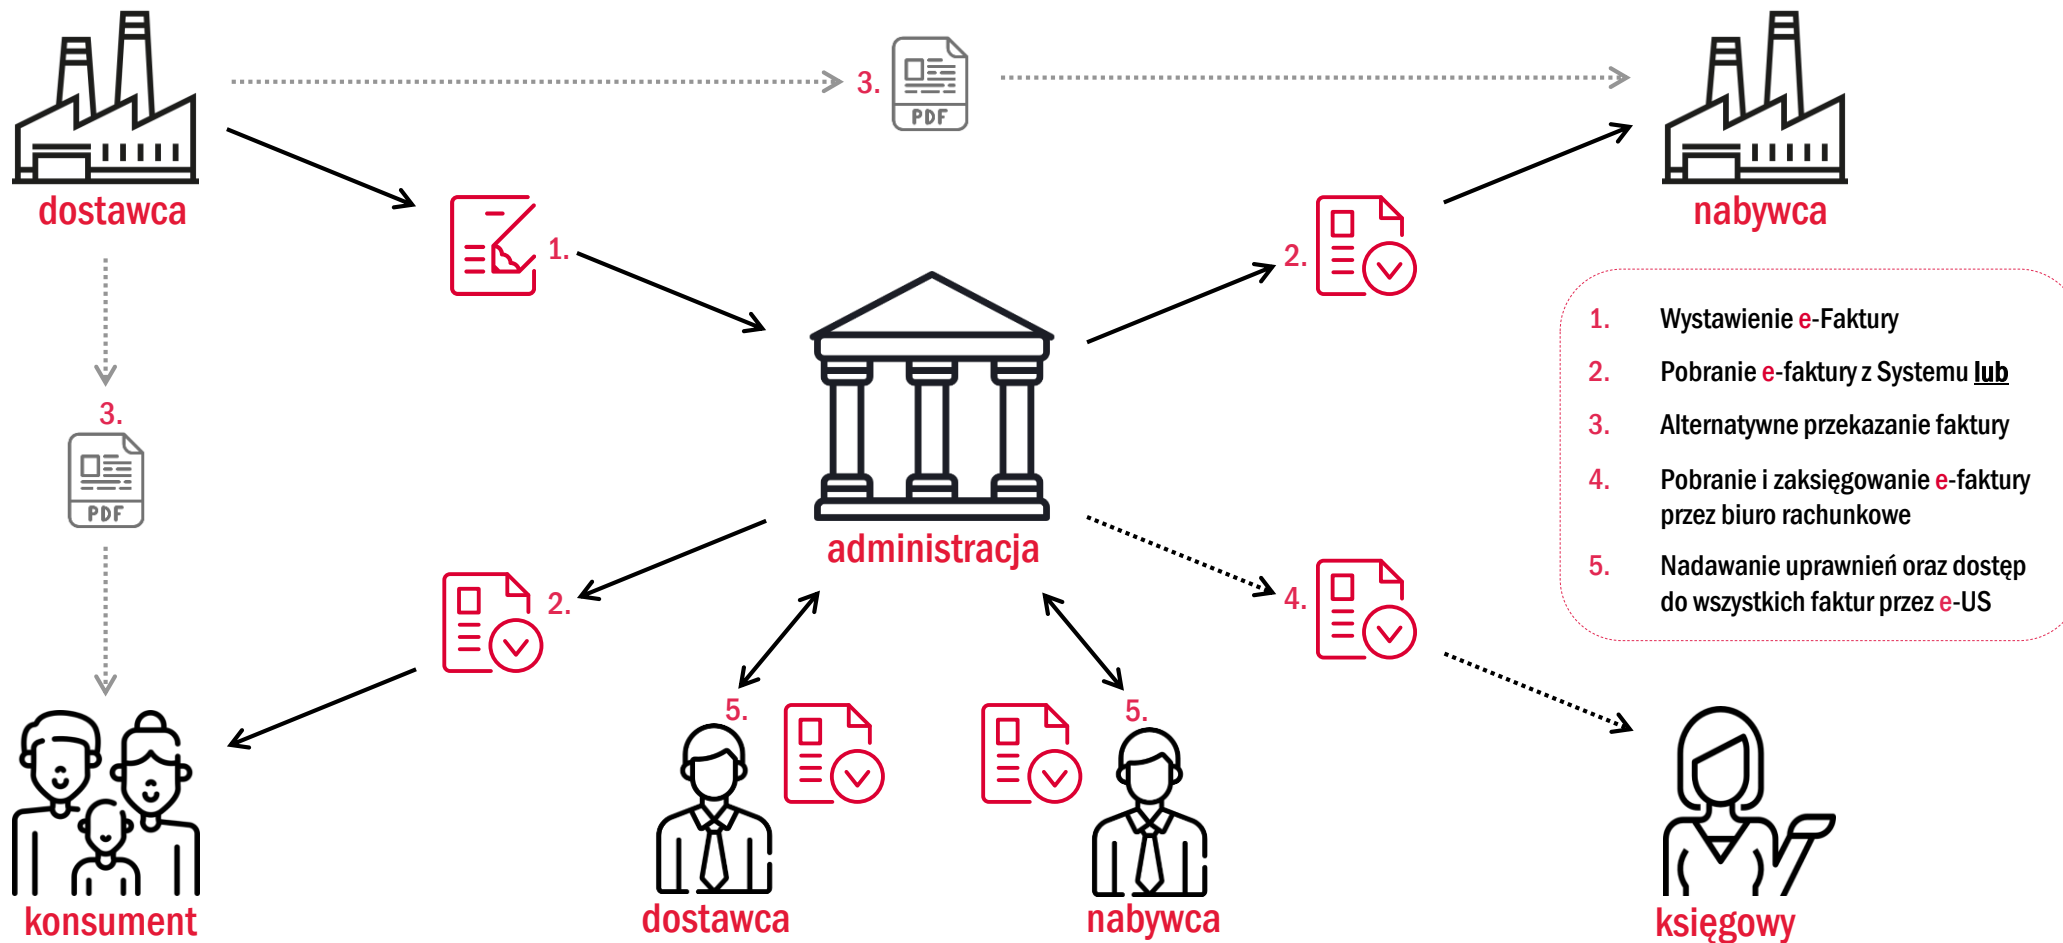 3.
PDF
dostawca
nabywca
1.
2.
1. Wystawienie e-Faktury
2. Pobranie e-faktury z Systemu lub
3. Alternatywne przekazanie faktury
4. Pobranie i zaksięgowanie e-faktury
przez biuro rachunkowe
5. Nadawanie uprawnień oraz dostęp
do wszystkich faktur przez e-US
3.
PDF
administracja
2.
4.
5.
5.
konsument
dostawca
nabywca
księgowy